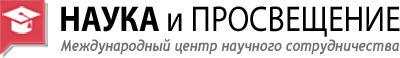 НАУКА и ПРОСВЕЩЕНИЕ
Международный центр научного сотрудничества